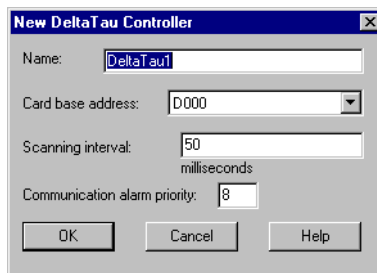 New DeltaTau Controller
Name: DeltaTau1
Card base address: D000
Scanning interval: 50
milliseconds
Communication alarm priority: 8
OK Cancel Help